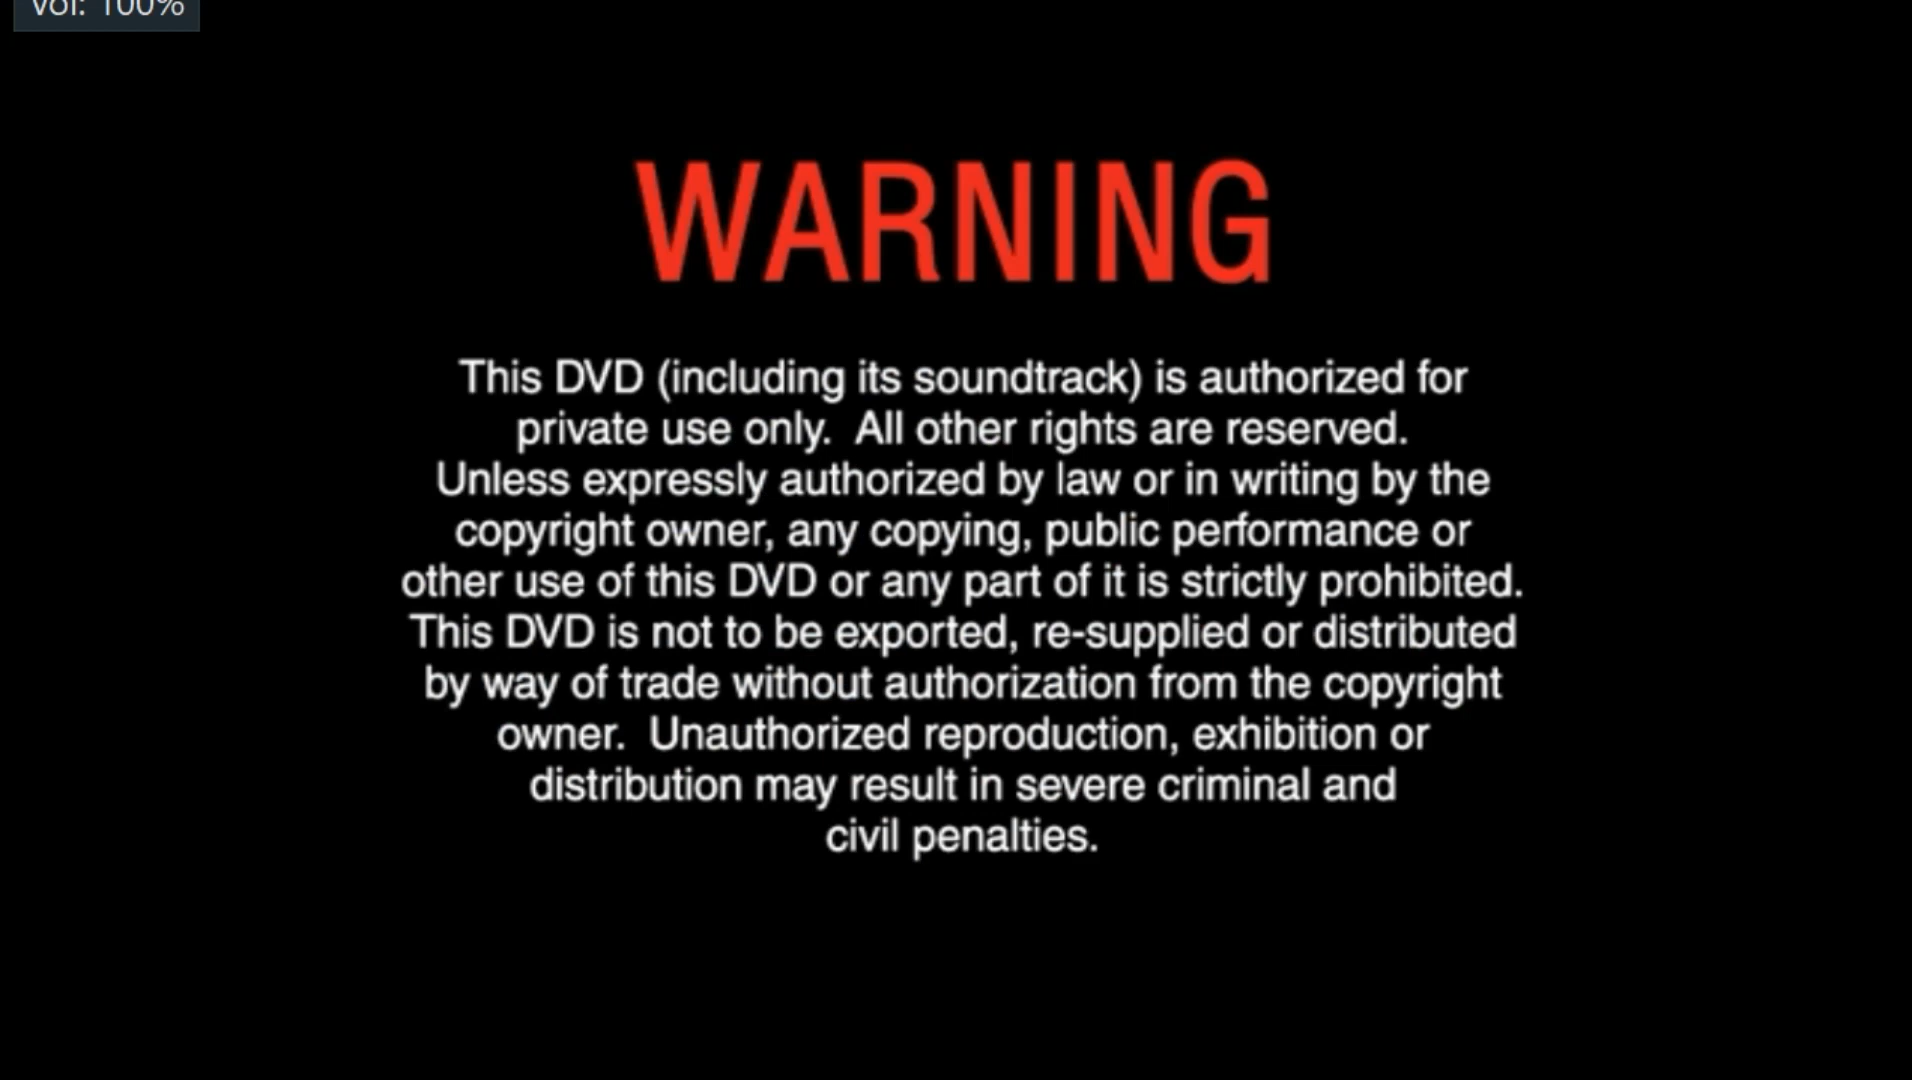 Vol: 100%
WARNING
This DVD (including its soundtrack) is authorized for
private use only.  All other rights are reserved.
Unless expressly authorized by law or in writing by the
copyright owner, any copying, public performance or
other use of this DVD or any part of it is strictly prohibited.
This DVD is not to be exported, re-supplied or distributed
by way of trade without authorization from the copyright
owner.  Unauthorized reproduction, exhibition or
distribution may result in severe criminal and
civil penalties.